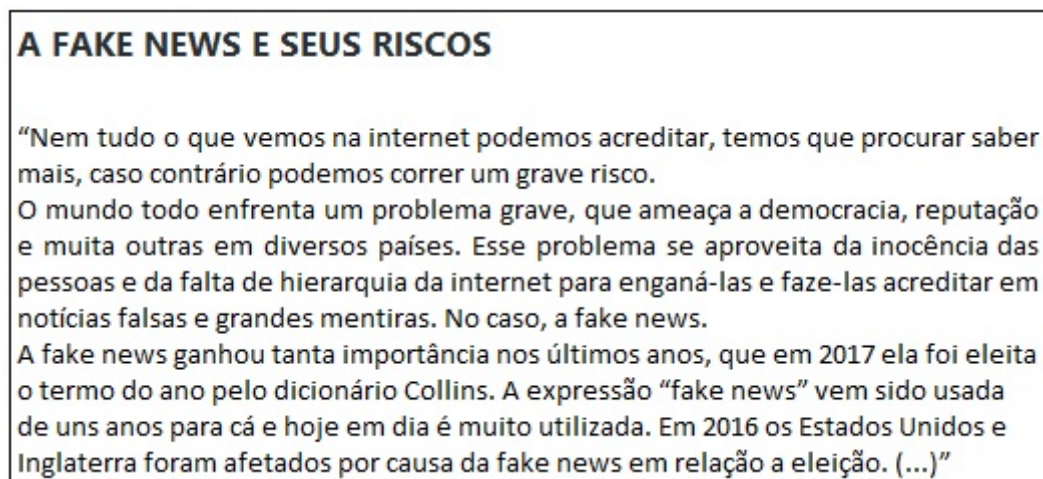 A FAKE NEWS E SEUS RISCOS
“Nem tudo o que vemos na internet podemos acreditar, temos que procurar saber
mais, caso contrário podemos correr um grave risco.
O mundo todo enfrenta um problema grave, que ameaça a democracia, reputação
e muita outras em diversos países. Esse problema se aproveita da inocência das
pessoas e da falta de hierarquia da internet para enganá-las e faze-las acreditar em
notícias falsas e grandes mentiras. No caso, a fake news.
A fake news ganhou tanta importância nos últimos anos, que em 2017 ela foi eleita
o termo do ano pelo dicionário Collins. A expressão “fake news” vem sido usada
de uns anos para cá e hoje em dia é muito utilizada. Em 2016 os Estados Unidos e
Inglaterra foram afetados por causa da fake news em relação a eleição. (...)”